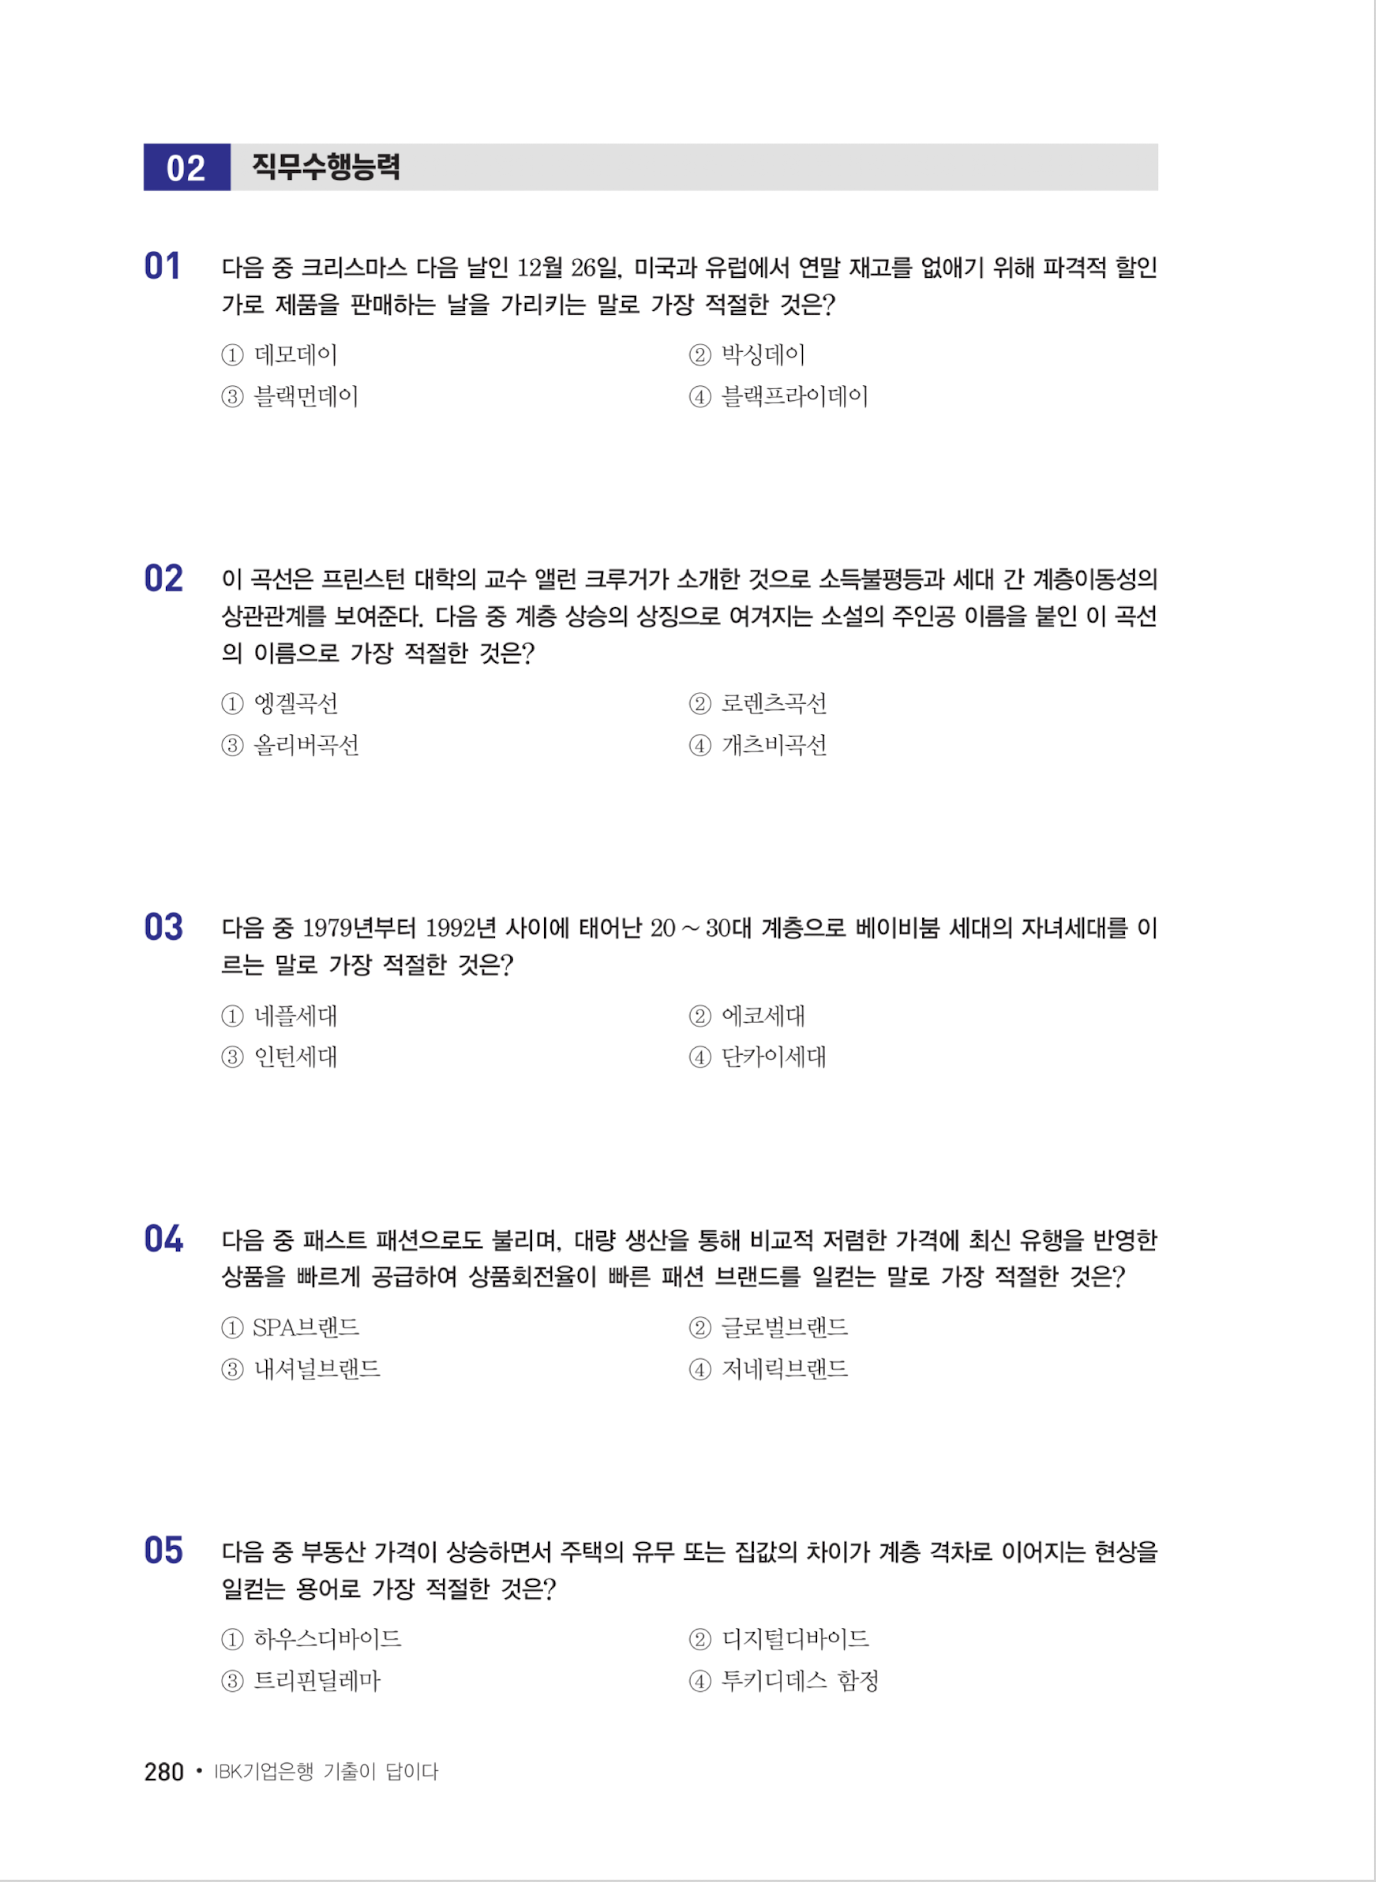 02 직무수행능력
01 다음 중 크리스마스 다음 날인 12월 26일, 미국과 유럽에서 연말 재고를 없애기 위해 파격적 할인
가로 제품을 판매하는 날을 가리키는 말로 가장 적절한 것은?
① 데모데이 ② 박싱데이
③ 블랙먼데이 ④ 블랙프라이데이
02 이 곡선은 프린스턴 대학의 교수 앨런 크루거가 소개한 것으로 소득불평등과 세대 간 계층이동성의
상관관계를 보여준다. 다음 중 계층 상승의 상징으로 여겨지는 소설의 주인공 이름을 붙인 이 곡선
의 이름으로 가장 적절한 것은?
① 엥겔곡선 ② 로렌츠곡선
③ 올리버곡선 ④ 개츠비곡선
03 다음 중 1979년부터 1992년 사이에 태어난 20 ~ 30대 계층으로 베이비붐 세대의 자녀세대를 이
르는 말로 가장 적절한 것은?
① 네플세대 ② 에코세대
③ 인턴세대 ④ 단카이세대
04 다음 중 패스트 패션으로도 불리며, 대량 생산을 통해 비교적 저렴한 가격에 최신 유행을 반영한
상품을 빠르게 공급하여 상품회전율이 빠른 패션 브랜드를 일컫는 말로 가장 적절한 것은?
① SPA브랜드 ② 글로벌브랜드
③ 내셔널브랜드 ④ 저네릭브랜드
05 다음 중 부동산 가격이 상승하면서 주택의 유무 또는 집값의 차이가 계층 격차로 이어지는 현상을
일컫는 용어로 가장 적절한 것은?
① 하우스디바이드 ② 디지털디바이드
③ 트리핀딜레마 ④ 투키디데스 함정
280 • IBK기업은행 기출이 답이다